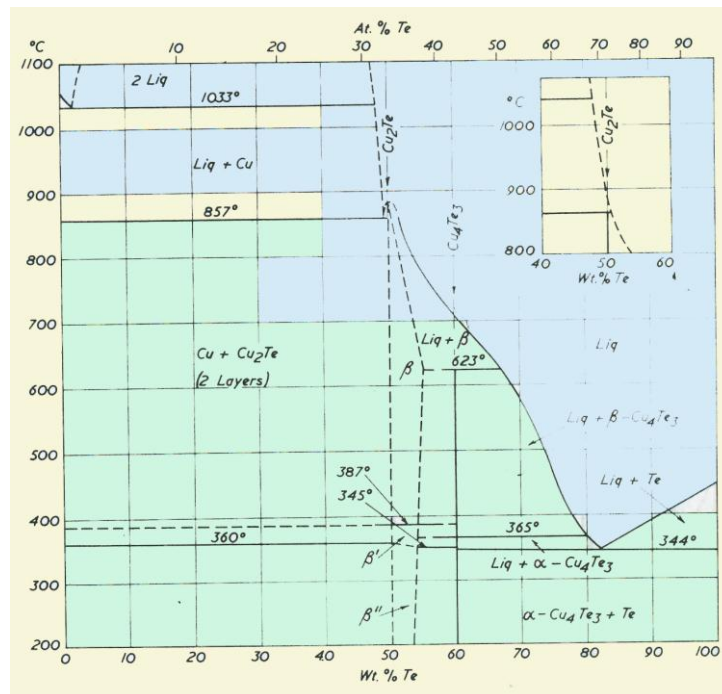 At. % Te
°C
10 20 30 40 50 60 70 80 90
1100
2 Liq
1033°
1000
Liq + Cu
Cu₂Te
900
857°
Cu₄Te₃
800
700
Liq + β
623°
β
Cu + Cu₂Te
(2 Layers)
600
Liq
Liq + β-Cu₄Te₃
500
Liq + Te
387°
345°
400
360°
365°
344°
β'
Liq + α-Cu₄Te₃
300
β''
α-Cu₄Te₃ + Te
200
0 10 20 30 40 50 60 70 80 90 100
Wt. % Te
°C
1000
Cu₂Te
900
800
40 50 60
Wt. % Te